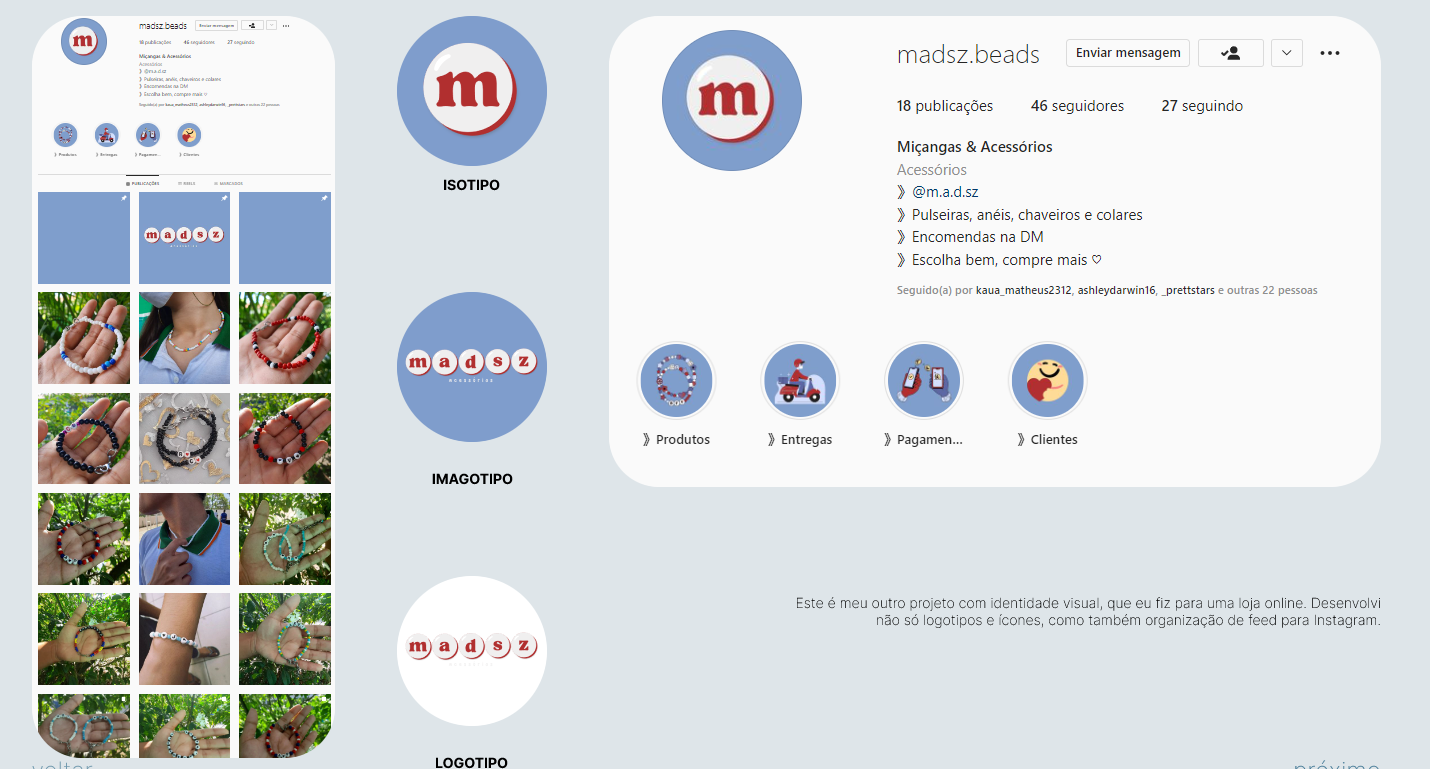 madsz.beads
Enviar mensagem
18 publicações 46 seguidores 27 seguindo
Miçangas & Acessórios
Acessórios
》 @m.a.d.sz
》 Pulseiras, anéis, chaveiros e colares
》 Encomendas na DM
》 Escolha bem, compre mais ♡
Seguido(a) por kaua_matheus2312, ashleydarwin16, _prettstars e outras 22 pessoas
》 Produtos 》 Entregas 》 Pagamen... 》 Clientes
PUBLICAÇÕES REELS MARCADOS
m a d s z
m
ISOTIPO
m a d s z
IMAGOTIPO
m a d s z
LOGOTIPO
m
madsz.beads
Enviar mensagem
18 publicações 46 seguidores 27 seguindo
Miçangas & Acessórios
Acessórios
》 @m.a.d.sz
》 Pulseiras, anéis, chaveiros e colares
》 Encomendas na DM
》 Escolha bem, compre mais ♡
Seguido(a) por kaua_matheus2312, ashleydarwin16, _prettstars e outras 22 pessoas
》 Produtos 》 Entregas 》 Pagamen... 》 Clientes
Este é meu outro projeto com identidade visual, que eu fiz para uma loja online. Desenvolvi
não só logotipos e ícones, como também organização de feed para Instagram.
voltar
próximo